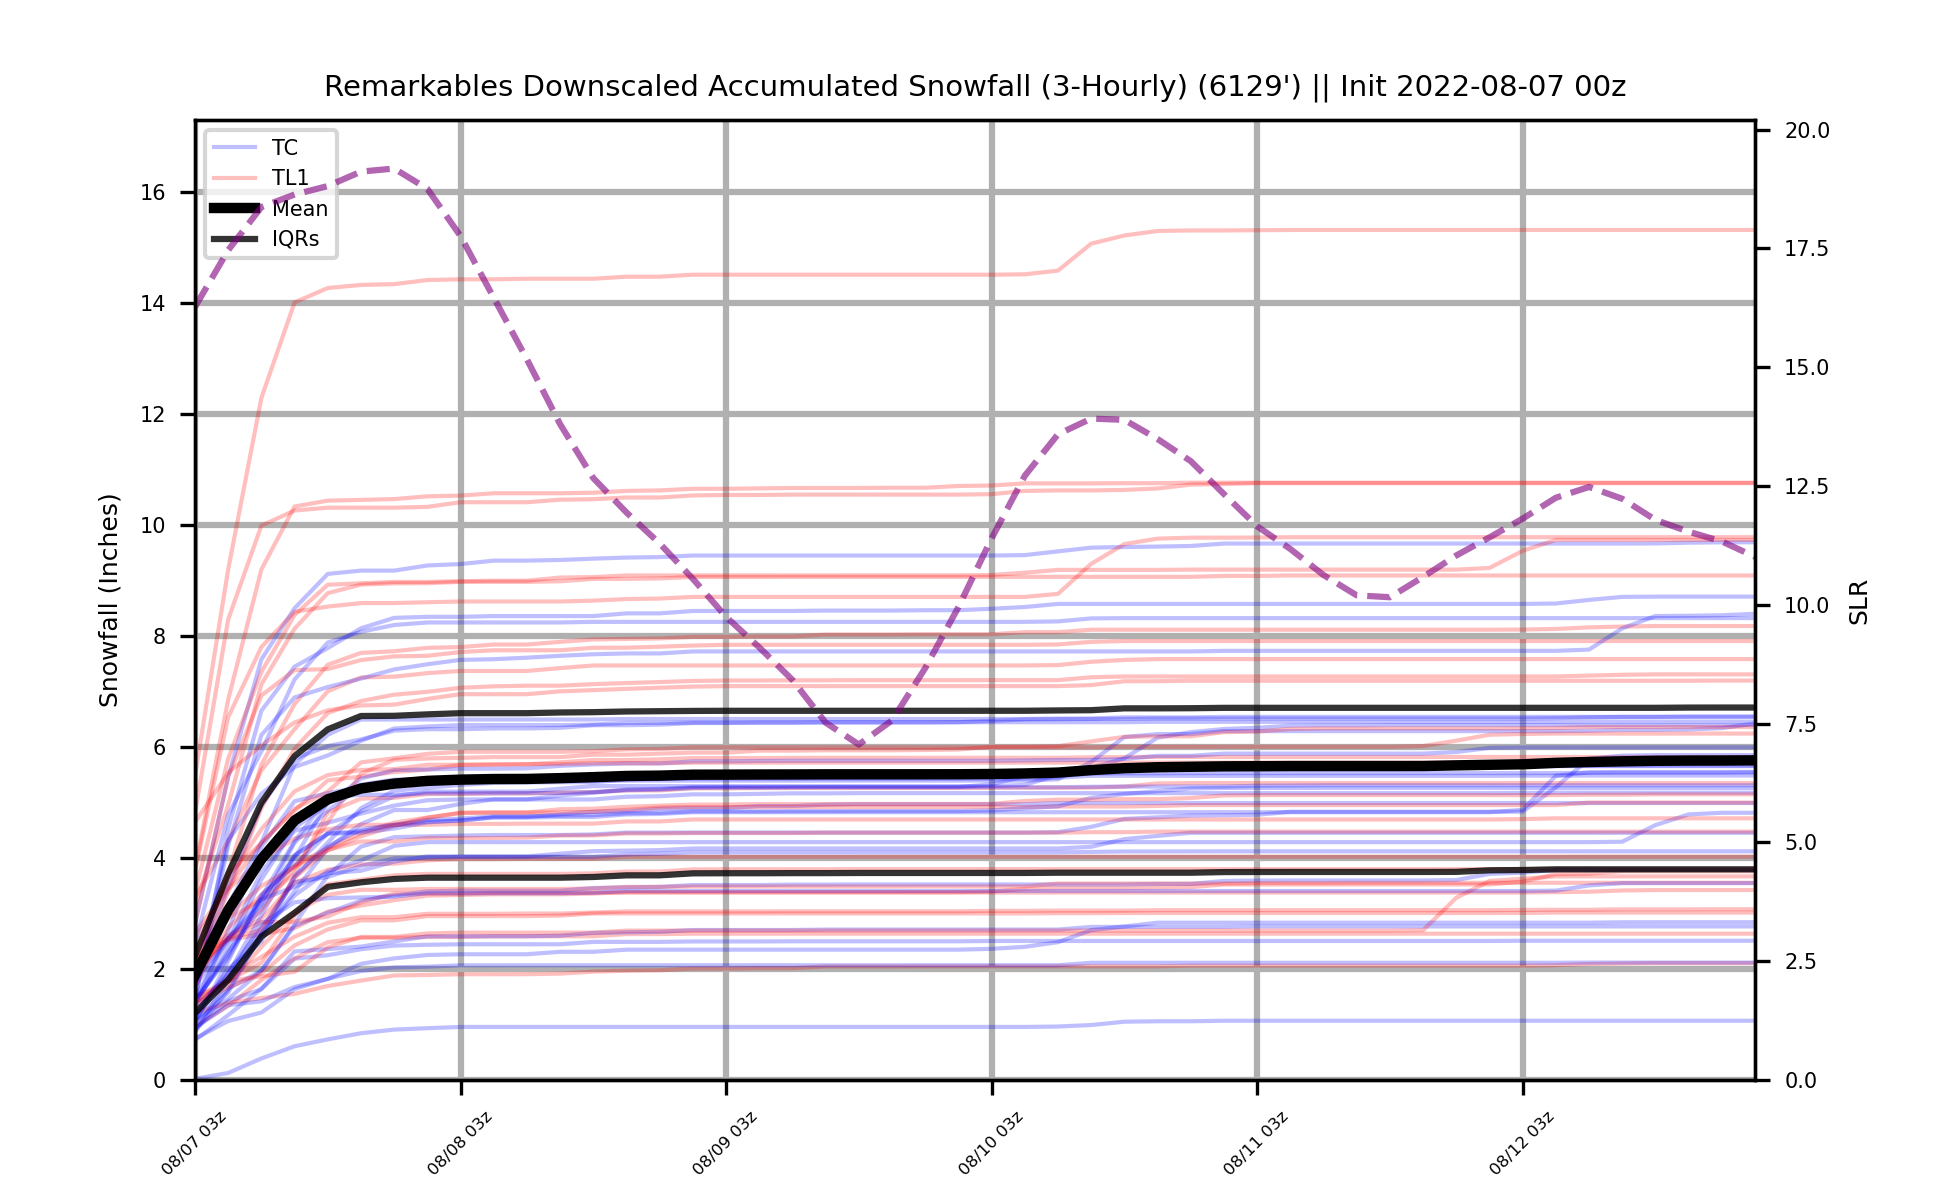 Remarkables Downscaled Accumulated Snowfall (3-Hourly) (6129') || Init 2022-08-07 00z
TC
TL1
Mean
IQRs
Snowfall (Inches)
16
14
12
10
8
6
4
2
0
20.0
17.5
15.0
12.5
10.0
7.5
5.0
2.5
0.0
SLR
08/07 03z
08/08 03z
08/09 03z
08/10 03z
08/11 03z
08/12 03z